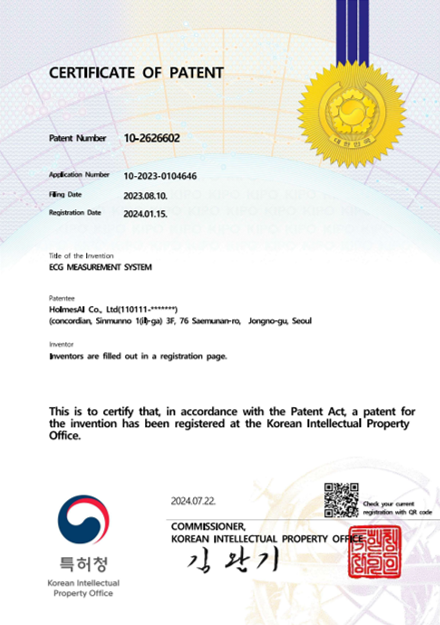 CERTIFICATE OF PATENT
대한민국
Patent Number 10-2626602
Application Number 10-2023-0104646
Filing Date 2023.08.10.
Registration Date 2024.01.15.
Title of the Invention
ECG MEASUREMENT SYSTEM
Patentee
HolmesAI Co., Ltd(110111-*******)
(concordian, Sinmunno 1(il)-ga) 3F, 76 Saemunan-ro, Jongno-gu, Seoul
Inventor
Inventors are filled out in a registration page.
This is to certify that, in accordance with the Patent Act, a patent for
the invention has been registered at the Korean Intellectual Property
Office.
2024.07.22.
Check your current
registration with QR code
COMMISSIONER,
KOREAN INTELLECTUAL PROPERTY OFFICE
김완기
특허청
Korean Intellectual
Property Office